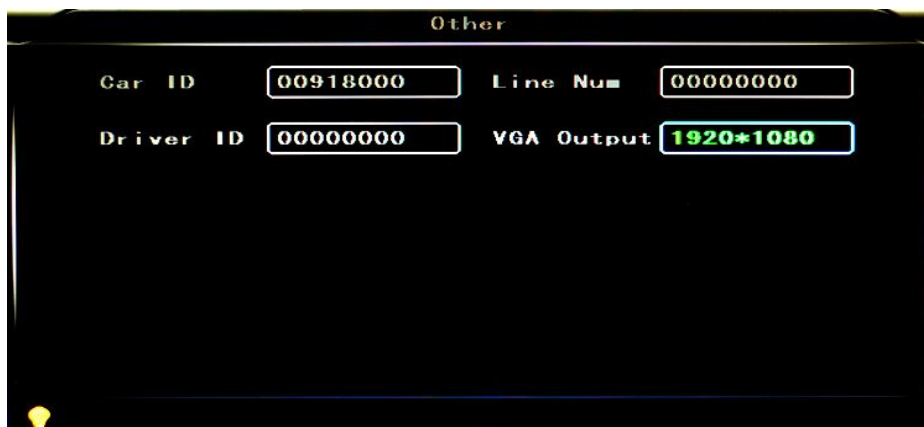 Other
Car ID 00918000 Line Num 00000000
Driver ID 00000000 VGA Output 1920*1080